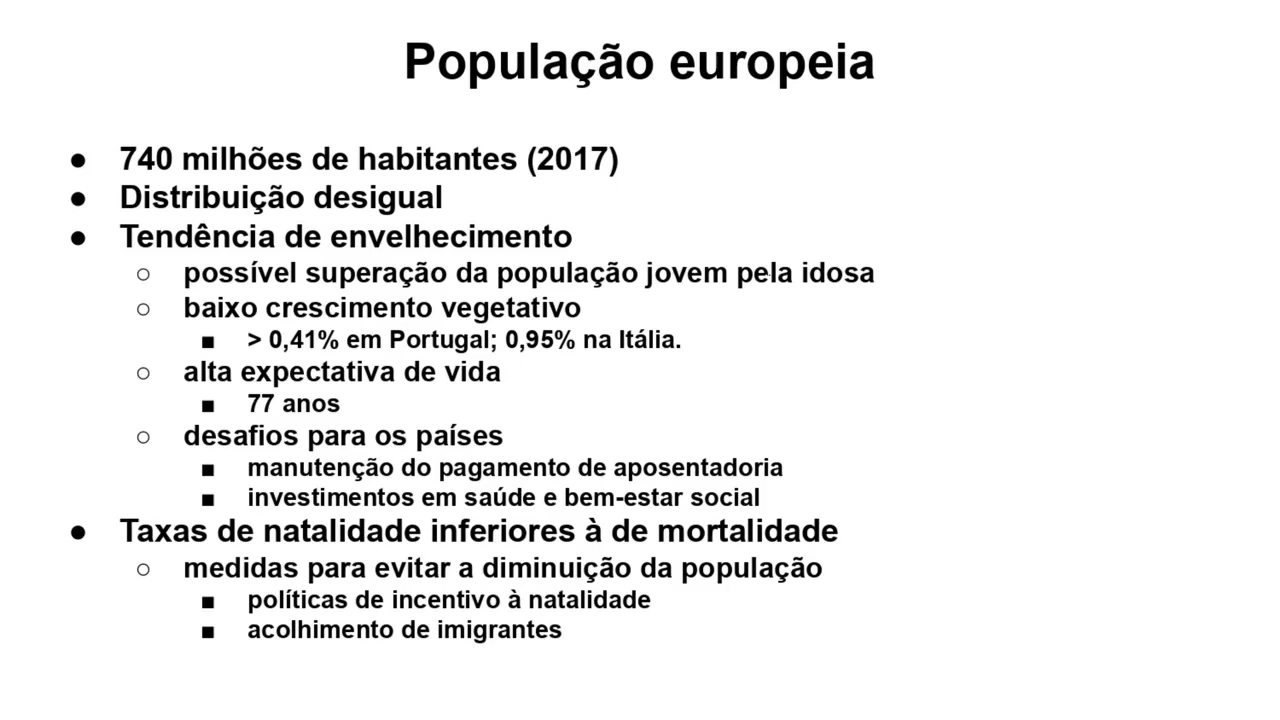 População europeia
● 740 milhões de habitantes (2017)
● Distribuição desigual
● Tendência de envelhecimento
○ possível superação da população jovem pela idosa
○ baixo crescimento vegetativo
■ > 0,41% em Portugal; 0,95% na Itália.
○ alta expectativa de vida
■ 77 anos
○ desafios para os países
■ manutenção do pagamento de aposentadoria
■ investimentos em saúde e bem-estar social
● Taxas de natalidade inferiores à de mortalidade
○ medidas para evitar a diminuição da população
■ políticas de incentivo à natalidade
■ acolhimento de imigrantes